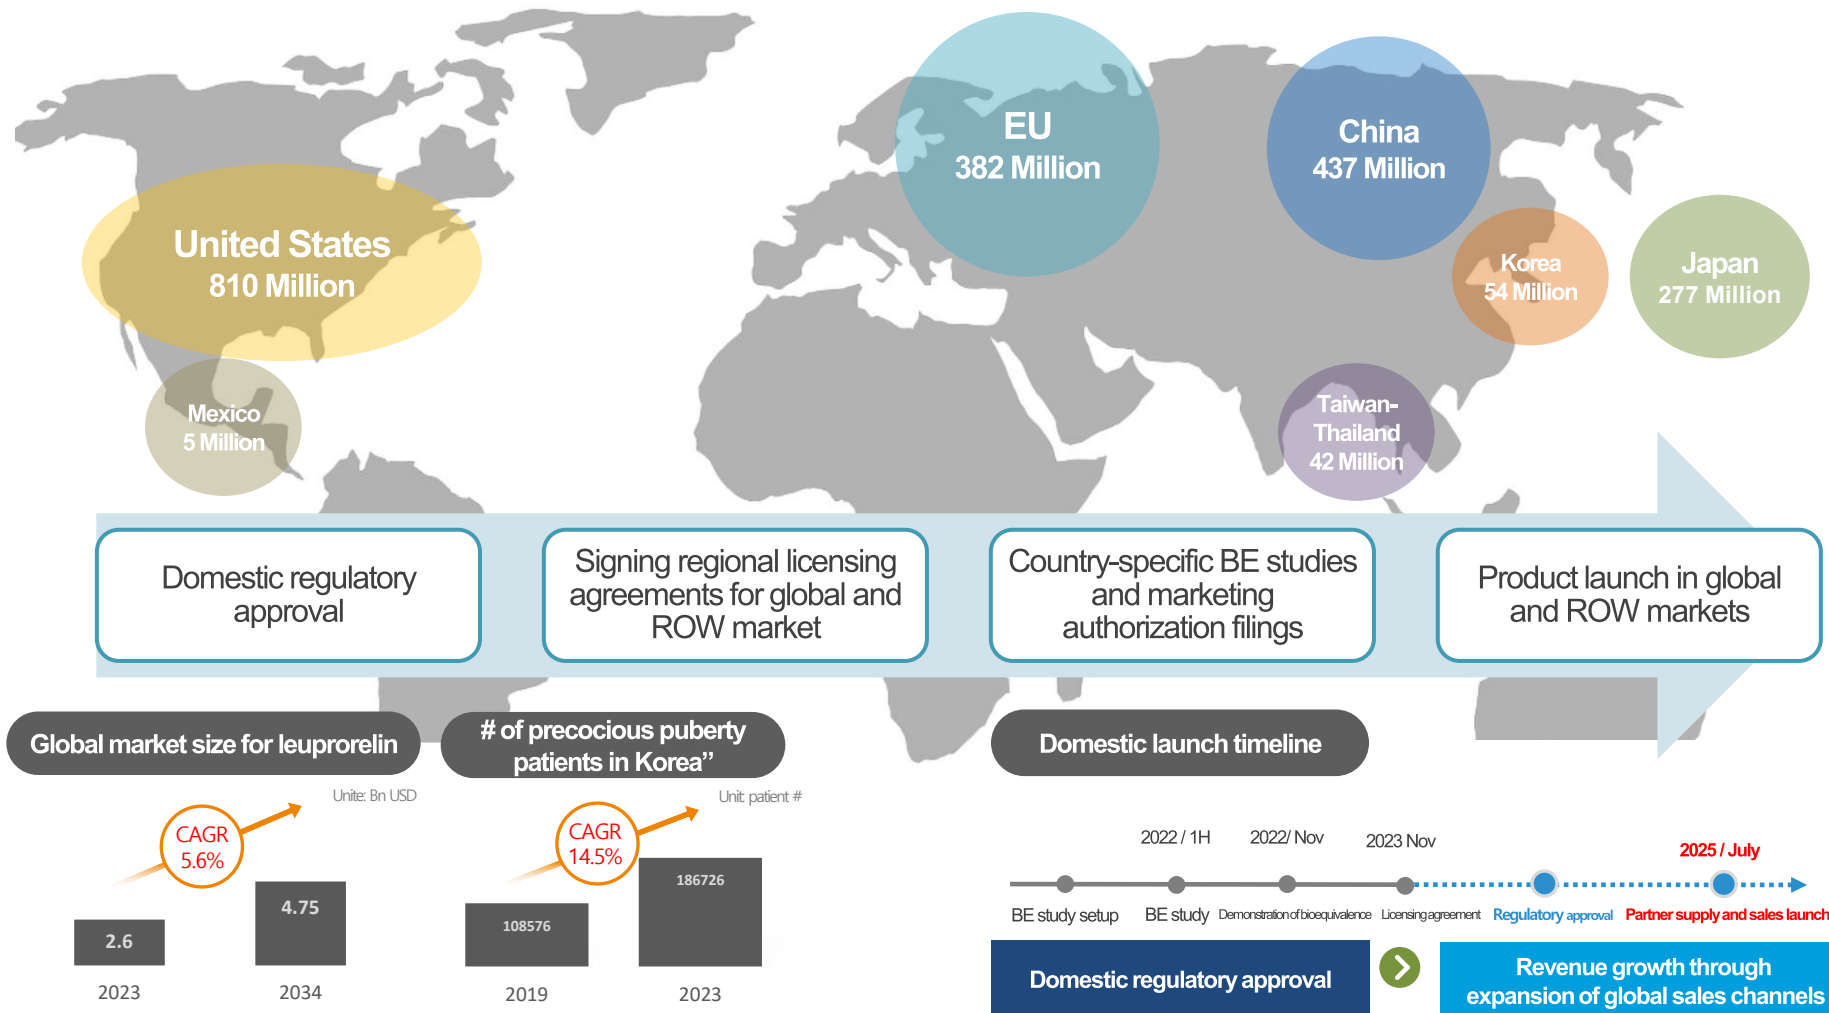 EU
382 Million
China
437 Million
United States
810 Million
Korea
54 Million
Japan
277 Million
Mexico
5 Million
Taiwan-
Thailand
42 Million
Domestic regulatory
approval
Signing regional licensing
agreements for global and
ROW market
Country-specific BE studies
and marketing
authorization filings
Product launch in global
and ROW markets
Global market size for leuprorelin
Unite: Bn USD
CAGR
5.6%
2.6
4.75
2023
2034
# of precocious puberty
patients in Korea”
Unit: patient #
CAGR
14.5%
108576
186726
2019
2023
Domestic launch timeline
2022 / 1H
2022/ Nov
2023 Nov
2025 / July
BE study setup
BE study
Demonstration of bioequivalence
Licensing agreement
Regulatory approval
Partner supply and sales launch
Domestic regulatory approval
Revenue growth through
expansion of global sales channels